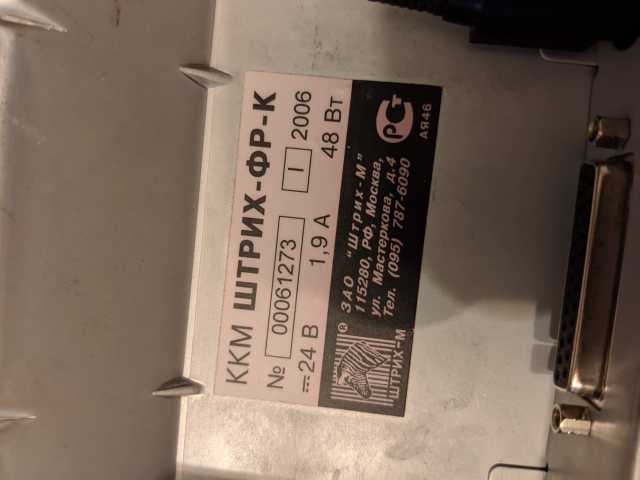 ККМ ШТРИХ-ФР-К
№ 00061273 I 2006
24 В 1,9 А 48 Вт
ЗАО "Штрих-М"
115280, РФ, Москва,
ул. Мастеркова, д.4
Тел. (095) 787-6090
ШТРИХ-М ®
РСТ
АЯ46